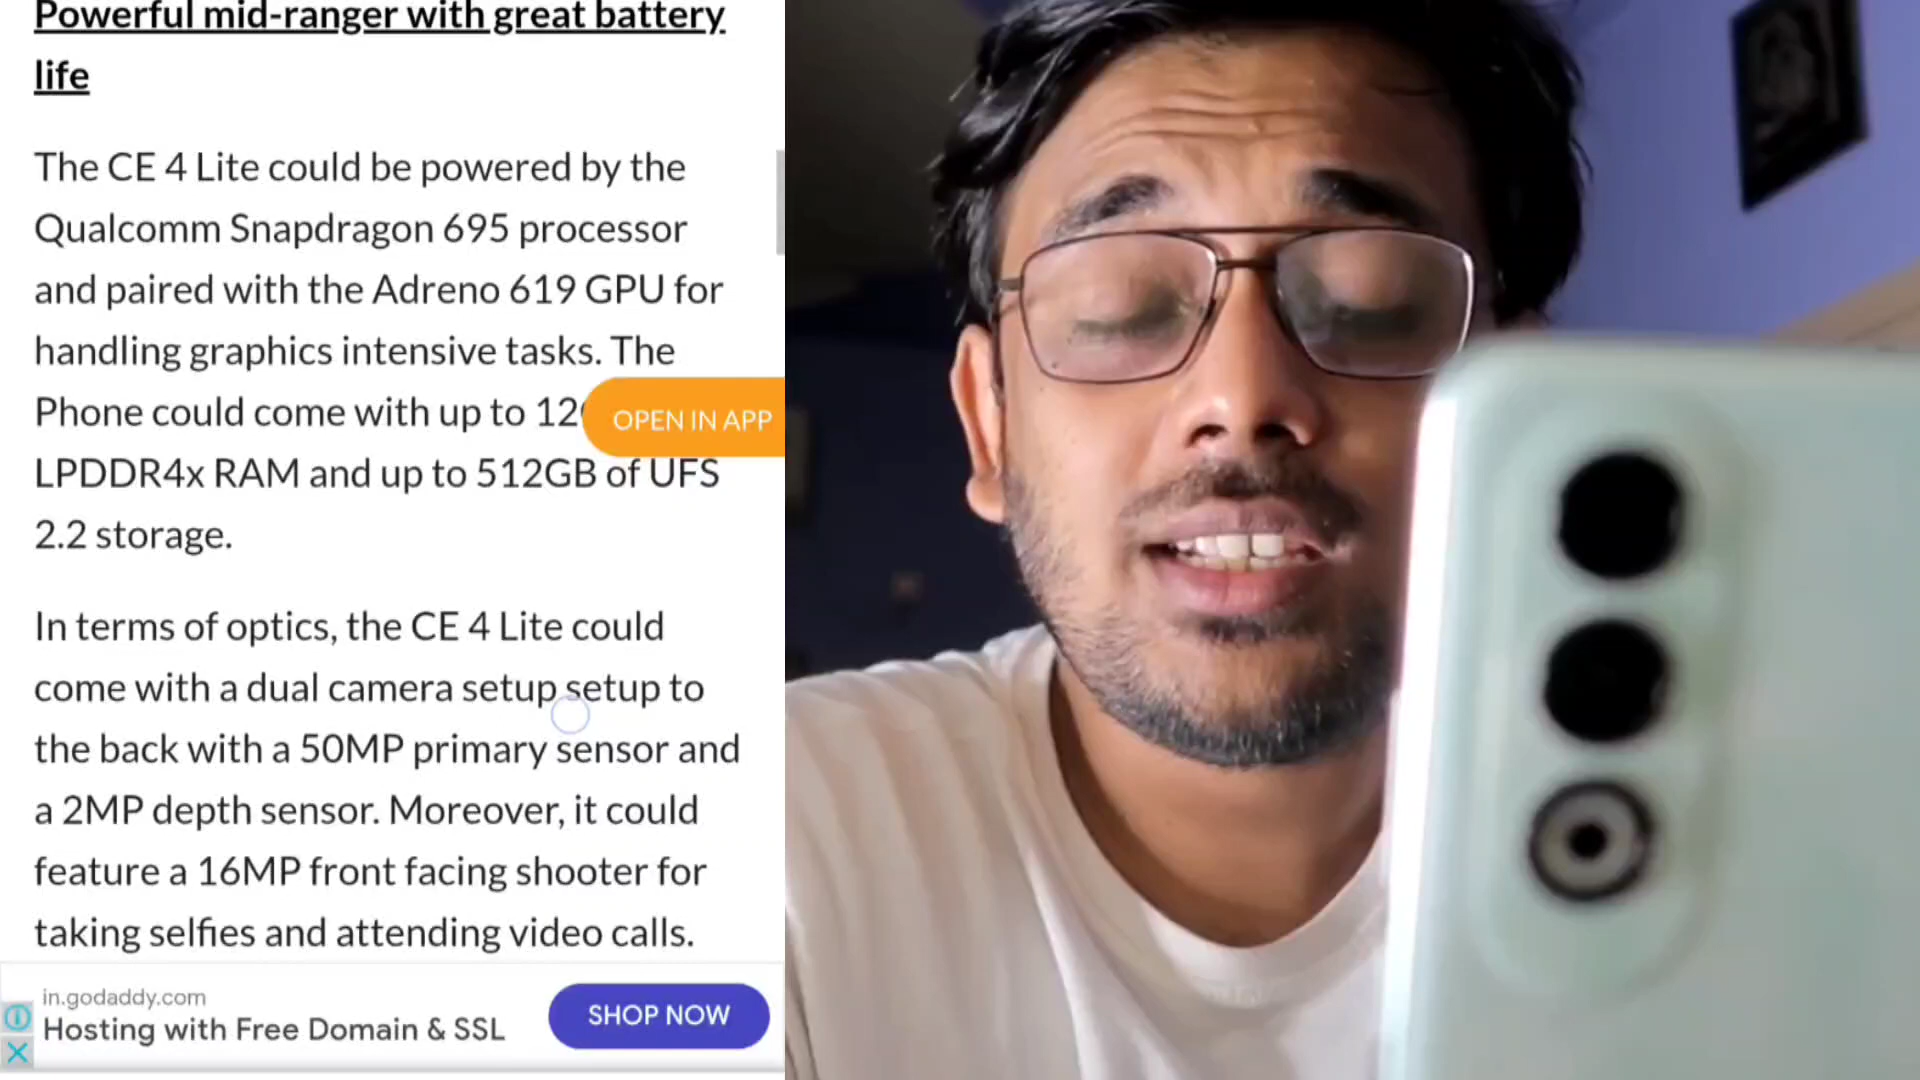 Powerful mid-ranger with great battery
life
The CE 4 Lite could be powered by the
Qualcomm Snapdragon 695 processor
and paired with the Adreno 619 GPU for
handling graphics intensive tasks. The
Phone could come with up to
OPEN IN APP
LPDDR4x RAM and up to 512GB of UFS
2.2 storage.
In terms of optics, the CE 4 Lite could
come with a dual camera setup setup to
the back with a 50MP primary sensor and
a 2MP depth sensor. Moreover, it could
feature a 16MP front facing shooter for
taking selfies and attending video calls.
in.godaddy.com
Hosting with Free Domain & SSL
SHOP NOW